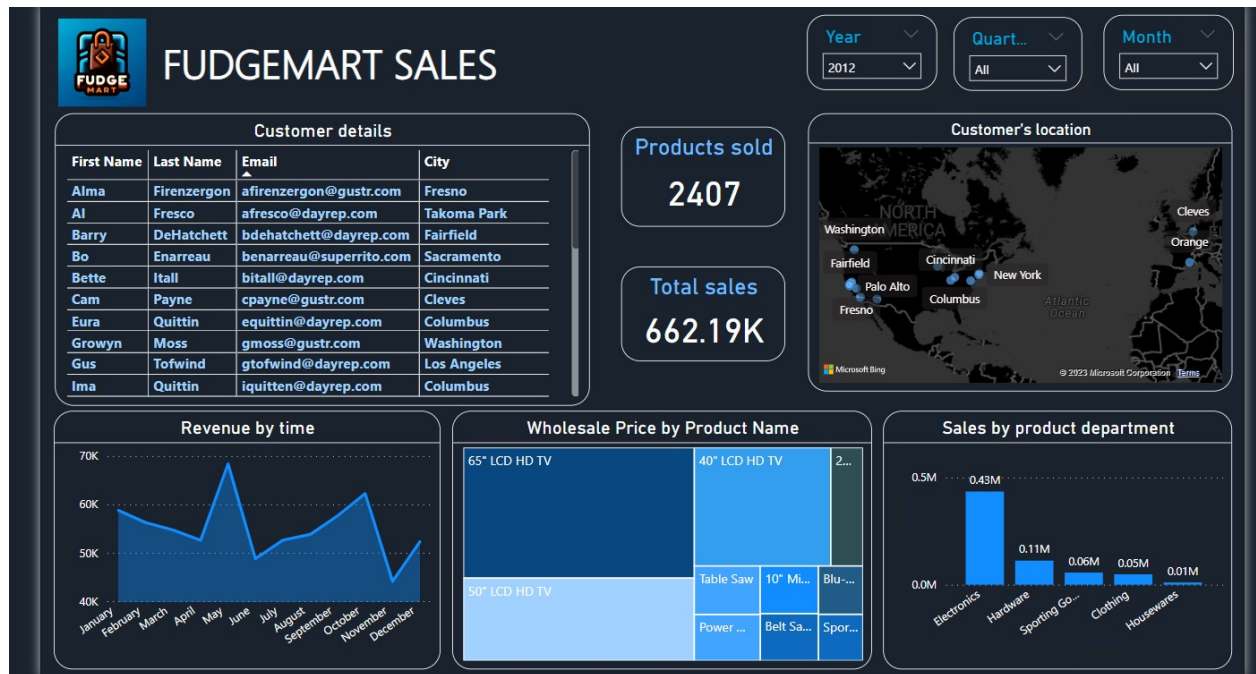 FUDGE
MART
FUDGEMART SALES
Year
2012
Quart...
All
Month
All
Customer details
First Name Last Name Email City
Alma Firenzergon afirenzergon@gustr.com Fresno
Al Fresco afresco@dayrep.com Takoma Park
Barry DeHatchett bdehatchett@dayrep.com Fairfield
Bo Enarreau benarreau@superrito.com Sacramento
Bette Itall bitall@dayrep.com Cincinnati
Cam Payne cpayne@gustr.com Cleves
Eura Quittin equittin@dayrep.com Columbus
Growyn Moss gmoss@gustr.com Washington
Gus Tofwind gtofwind@dayrep.com Los Angeles
Ima Quittin iquitten@dayrep.com Columbus
Products sold
2407
Total sales
662.19K
Customer's location
NORTH
AMERICA
Washington
Fairfield
Palo Alto
Fresno
Cincinnati
Columbus
New York
Cleves
Orange
Atlantic
Ocean
Microsoft Bing
© 2023 Microsoft Corporation Terms
Revenue by time
70K
60K
50K
40K
January February March April May June July August September October November December
Wholesale Price by Product Name
65" LCD HD TV
50" LCD HD TV
40" LCD HD TV
2...
Table Saw
10" Mi...
Blu-...
Power ...
Belt Sa...
Spor...
Sales by product department
0.5M
0.0M
0.43M
0.11M
0.06M
0.05M
0.01M
Electronics Hardware Sporting Go... Clothing Housewares